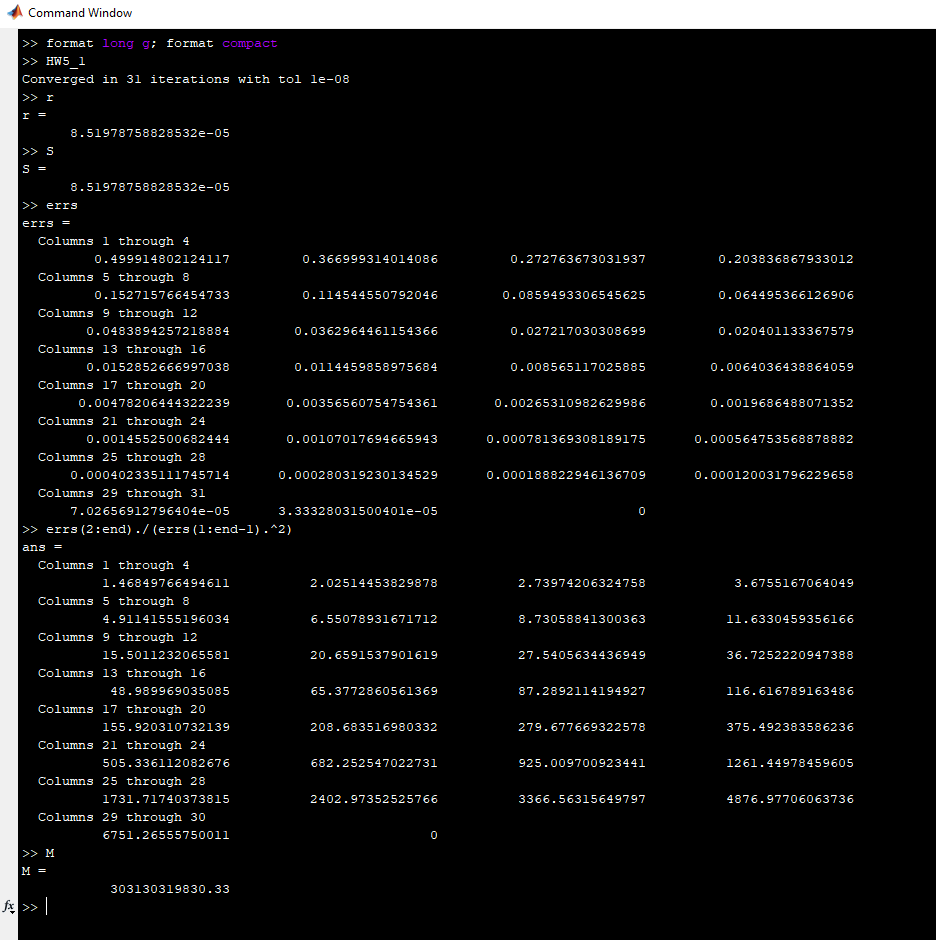 Command Window
>> format long g; format compact
>> HW5_1
Converged in 31 iterations with tol 1e-08
>> r
r =
8.51978758828532e-05
>> S
S =
8.51978758828532e-05
>> errs
errs =
Columns 1 through 4
0.499914802124117 0.366999314014086 0.272763673031937 0.203836867933012
Columns 5 through 8
0.152715766454733 0.114544550792046 0.0859493306545625 0.064495366126906
Columns 9 through 12
0.0483894257218884 0.0362964461154366 0.027217030308699 0.020401133367579
Columns 13 through 16
0.0152852666997038 0.0114459858975684 0.008565117025885 0.0064036438864059
Columns 17 through 20
0.00478206444322239 0.00356560754754361 0.00265310982629986 0.0019686488071352
Columns 21 through 24
0.0014552500682444 0.00107017694665943 0.000781369308189175 0.000564753568878882
Columns 25 through 28
0.000402335111745714 0.000280319230134529 0.000188822946136709 0.000120031796229658
Columns 29 through 31
7.02656912796404e-05 3.33328031500401e-05 0
>> errs(2:end)./(errs(1:end-1).^2)
ans =
Columns 1 through 4
1.46849766494611 2.02514453829878 2.73974206324758 3.6755167064049
Columns 5 through 8
4.91141555196034 6.55078931671712 8.73058841300363 11.6330459356166
Columns 9 through 12
15.5011232065581 20.6591537901619 27.5405634436949 36.7252220947388
Columns 13 through 16
48.989969035085 65.3772860561369 87.2892114194927 116.616789163486
Columns 17 through 20
155.920310732139 208.683516980332 279.677669322578 375.492383586236
Columns 21 through 24
505.336112082676 682.252547022731 925.009700923441 1261.44978459605
Columns 25 through 28
1731.71740373815 2402.97352525766 3366.56315649797 4876.97706063736
Columns 29 through 30
6751.26555750011 0
>> M
M =
303130319830.33
fx >>